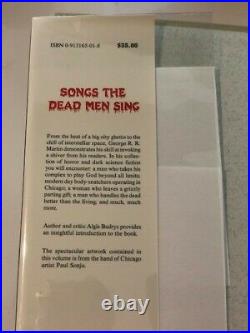 ISBN 0-913165-01-8 $35.00
SONGS THE
DEAD MEN SING
From the heat of a big city ghetto to the
chill of interstellar space, George R. R.
Martin demonstrates his skill at invoking
a shiver from his readers. In his collection
of horror and dark science fiction
you will encounter: a man who takes his
complex to play God beyond all limits;
modern day body-snatchers operating in
Chicago; a woman who leaves a grisly
parting gift; a man who handles the dead
better than the living; and much, much
more.
Author and critic Algis Budrys provides
an insightful introduction to the book.
The spectacular artwork contained in
this volume is from the hand of Chicago
artist Paul Sonju.